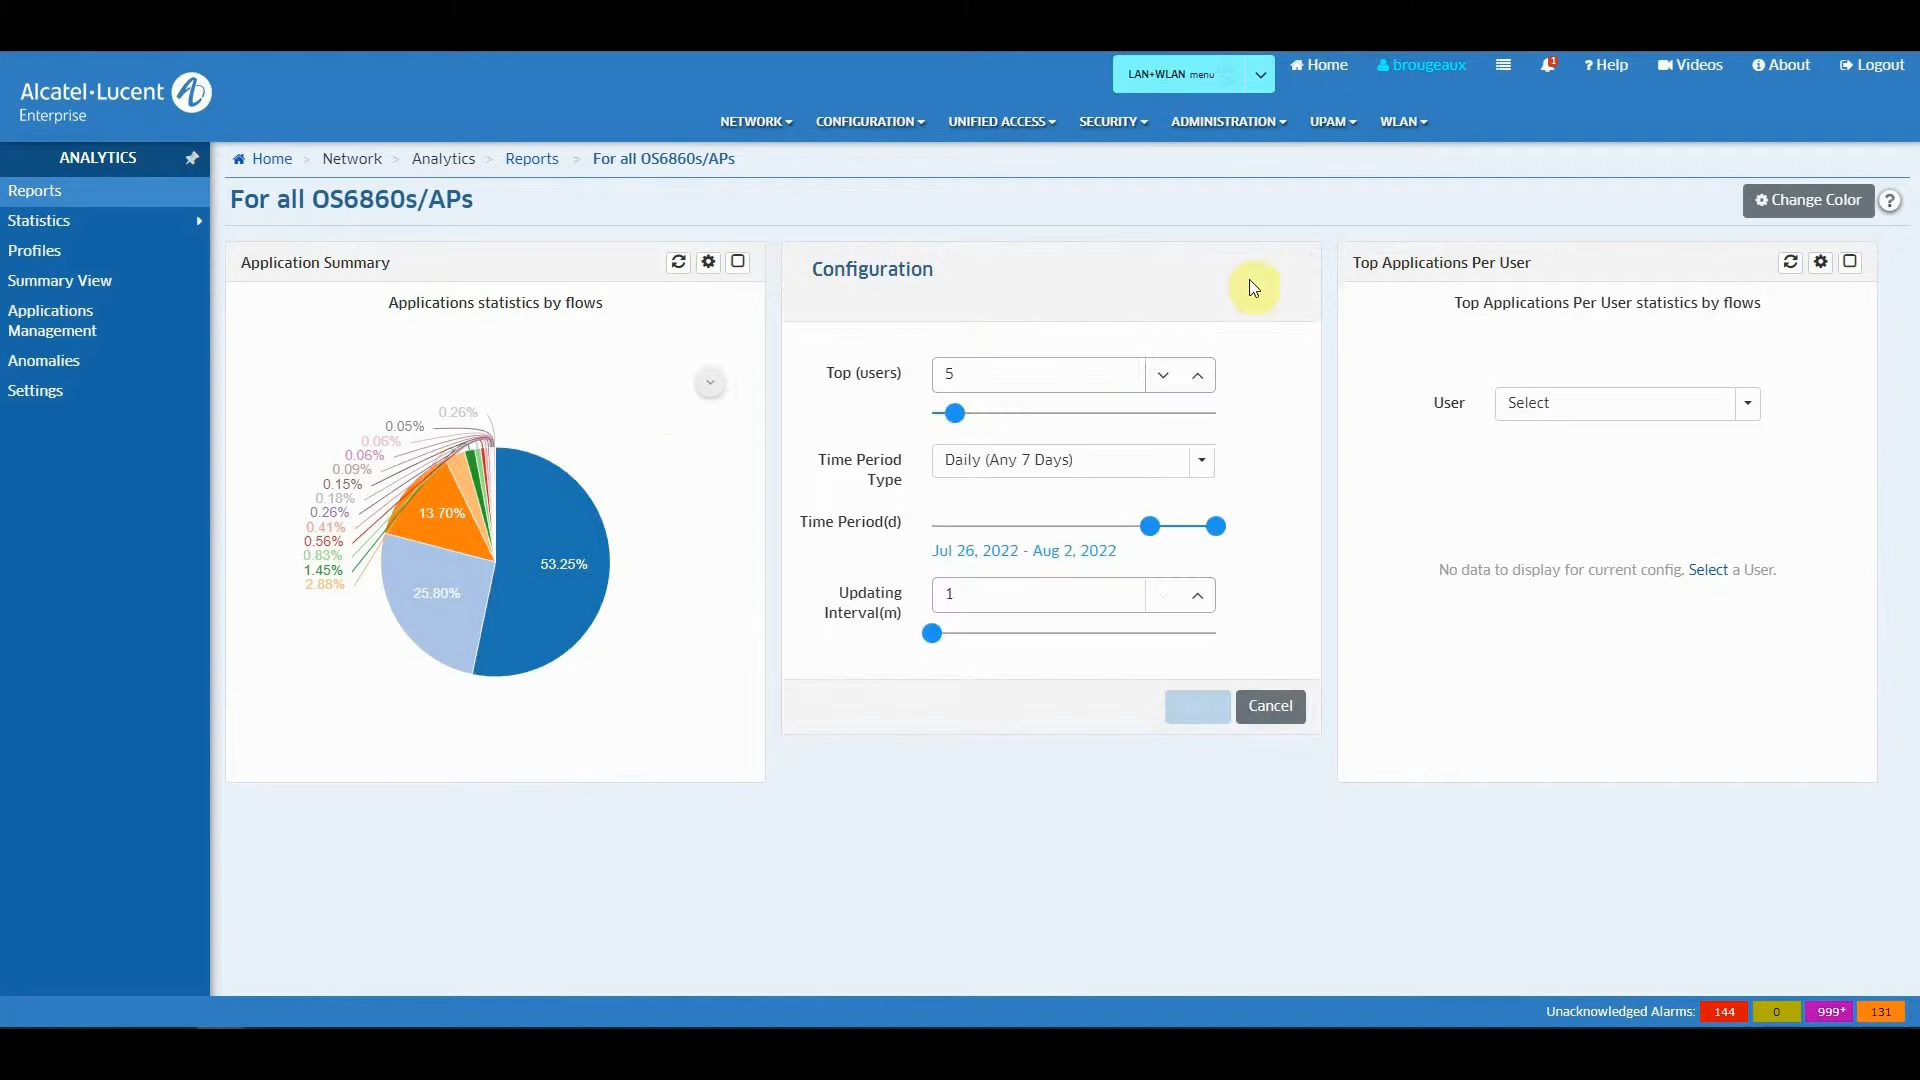 Alcatel·Lucent
Enterprise
LAN+WLAN menu
Home
brougeaux
1
? Help
Videos
About
Logout
NETWORK
CONFIGURATION
UNIFIED ACCESS
SECURITY
ADMINISTRATION
UPAM
WLAN
ANALYTICS
Reports
Statistics
Profiles
Summary View
Applications
Management
Anomalies
Settings
Home > Network > Analytics > Reports > For all OS6860s/APs
For all OS6860s/APs
Change Color
?
Application Summary
Applications statistics by flows
0.26%
0.05%
0.06%
0.06%
0.09%
0.15%
0.18%
0.26%
0.41%
0.56%
0.83%
1.45%
2.88%
13.70%
25.80%
53.25%
Configuration
Top (users)
5
Time Period
Type
Daily (Any 7 Days)
Time Period(d)
Jul 26, 2022 - Aug 2, 2022
Updating
Interval(m)
1
Cancel
Top Applications Per User
Top Applications Per User statistics by flows
User
Select
No data to display for current config. Select a User.
Unacknowledged Alarms:
144
0
999+
131